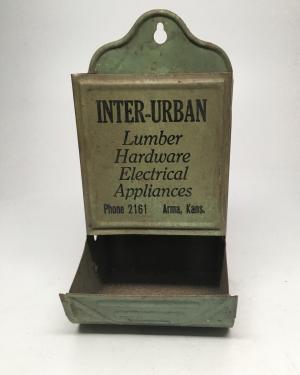 INTER-URBAN
Lumber
Hardware
Electrical
Appliances
Phone 2161 Arma, Kans.